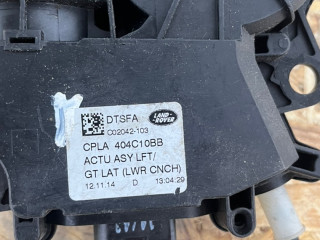 DTSFA
LAND-
ROVER
C02042-103
CPLA 404C10BB
ACTU ASY LFT/
GT LAT (LWR CNCH)
12.11.14 D 13:04:29